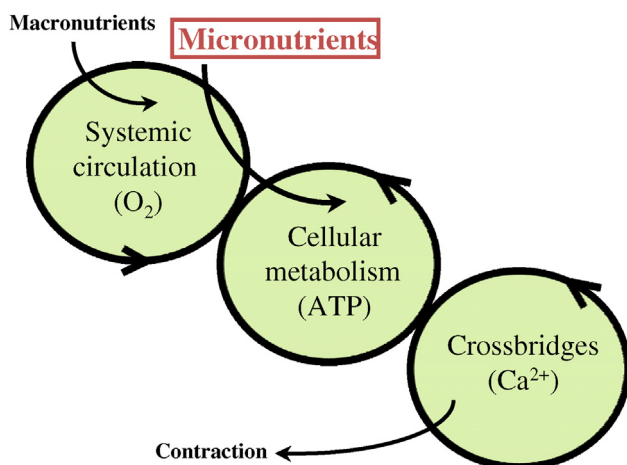 Macronutrients
Micronutrients
Systemic
circulation
(O₂)
Cellular
metabolism
(ATP)
Crossbridges
(Ca²⁺)
Contraction